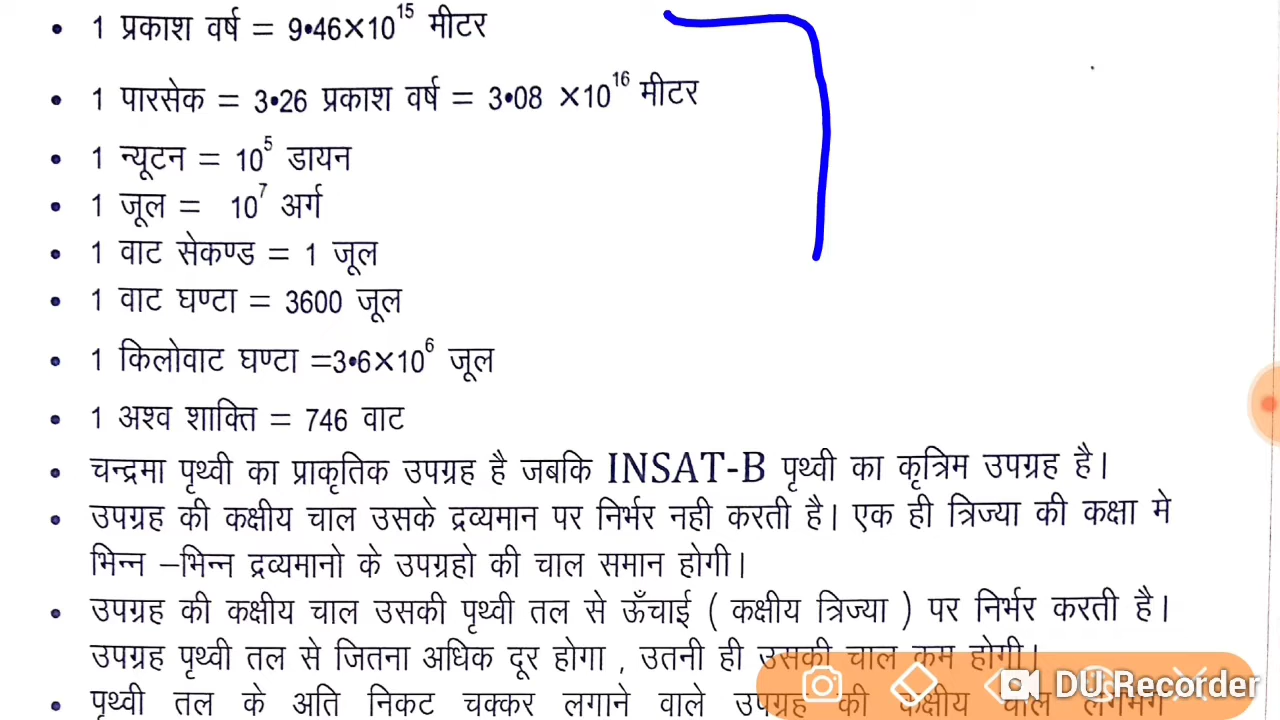 • 1 प्रकाश वर्ष = 9•46×10¹⁵ मीटर
• 1 पारसेक = 3•26 प्रकाश वर्ष = 3•08 ×10¹⁶ मीटर
• 1 न्यूटन = 10⁵ डायन
• 1 जूल = 10⁷ अर्ग
• 1 वाट सेकण्ड = 1 जूल
• 1 वाट घण्टा = 3600 जूल
• 1 किलोवाट घण्टा =3•6×10⁶ जूल
• 1 अश्व शाक्ति = 746 वाट
• चन्द्रमा पृथ्वी का प्राकृतिक उपग्रह है जबकि INSAT-B पृथ्वी का कृत्रिम उपग्रह है।
• उपग्रह की कक्षीय चाल उसके द्रव्यमान पर निर्भर नही करती है। एक ही त्रिज्या की कक्षा मे
भिन्न –भिन्न द्रव्यमानो के उपग्रहो की चाल समान होगी।
• उपग्रह की कक्षीय चाल उसकी पृथ्वी तल से ऊँचाई ( कक्षीय त्रिज्या ) पर निर्भर करती है।
उपग्रह पृथ्वी तल से जितना अधिक दूर होगा , उतनी ही उसकी चाल कम होगी।
• पृथ्वी तल के अति निकट चक्कर लगाने वाले उपग्रह की कक्षीय चाल लगभग
DU Recorder